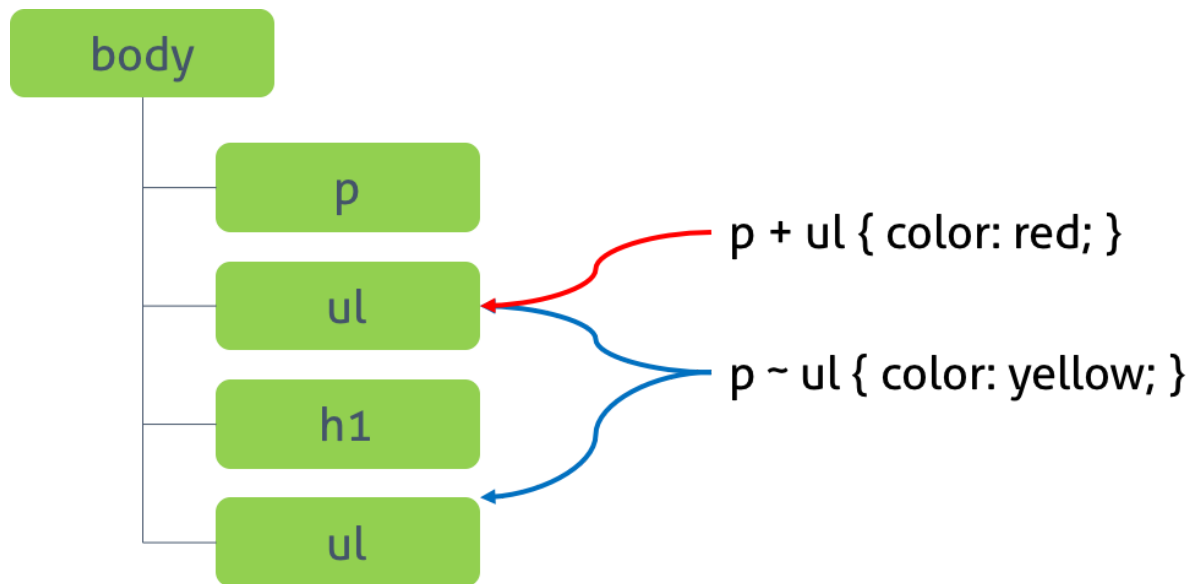 body
p
ul
h1
ul
p + ul { color: red; }
p ~ ul { color: yellow; }